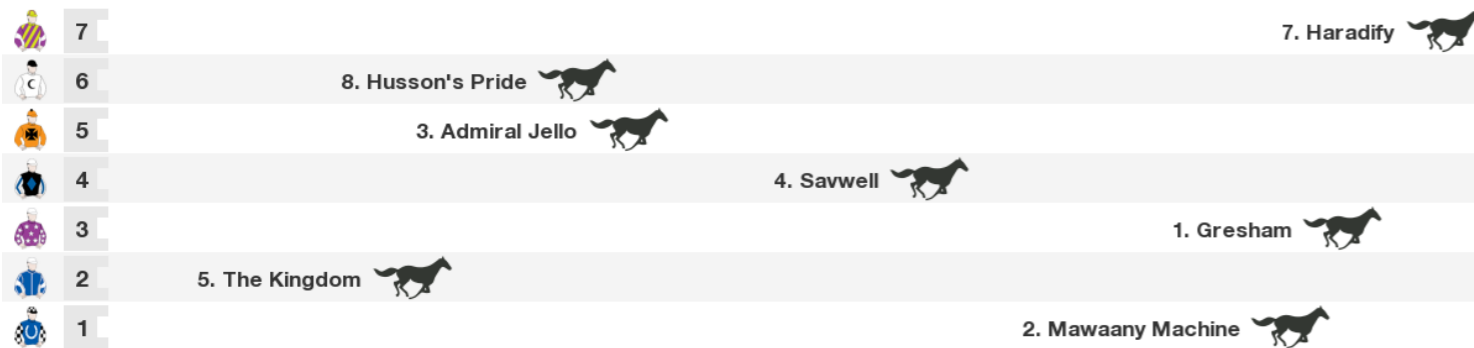 7 7. Haradify
6 8. Husson's Pride
5 3. Admiral Jello
4 4. Savwell
3 1. Gresham
2 5. The Kingdom
1 2. Mawaany Machine